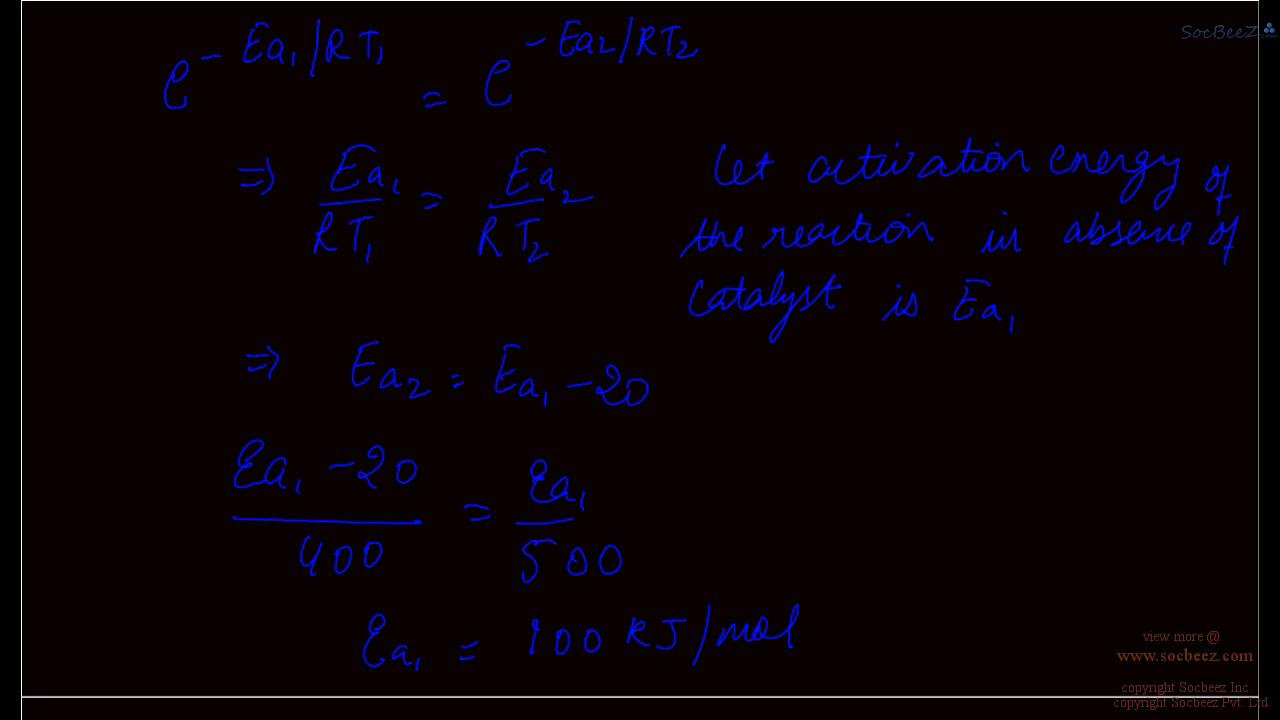 SocBeeZ
e^{-Ea₁/RT₁} = e^{-Ea₂/RT₂}
⇒ Ea₁/RT₁ = Ea₂/RT₂
Let activation energy of
the reaction in absence of
Catalyst is Ea₁
⇒ Ea₂ = Ea₁ - 20
(Ea₁ - 20)/400 = Ea₁/500
Ea₁ = 100 KJ/mol
view more @
www.socbeez.com
copyright Socbeez Inc
copyright Socbeez Pvt. Ltd.